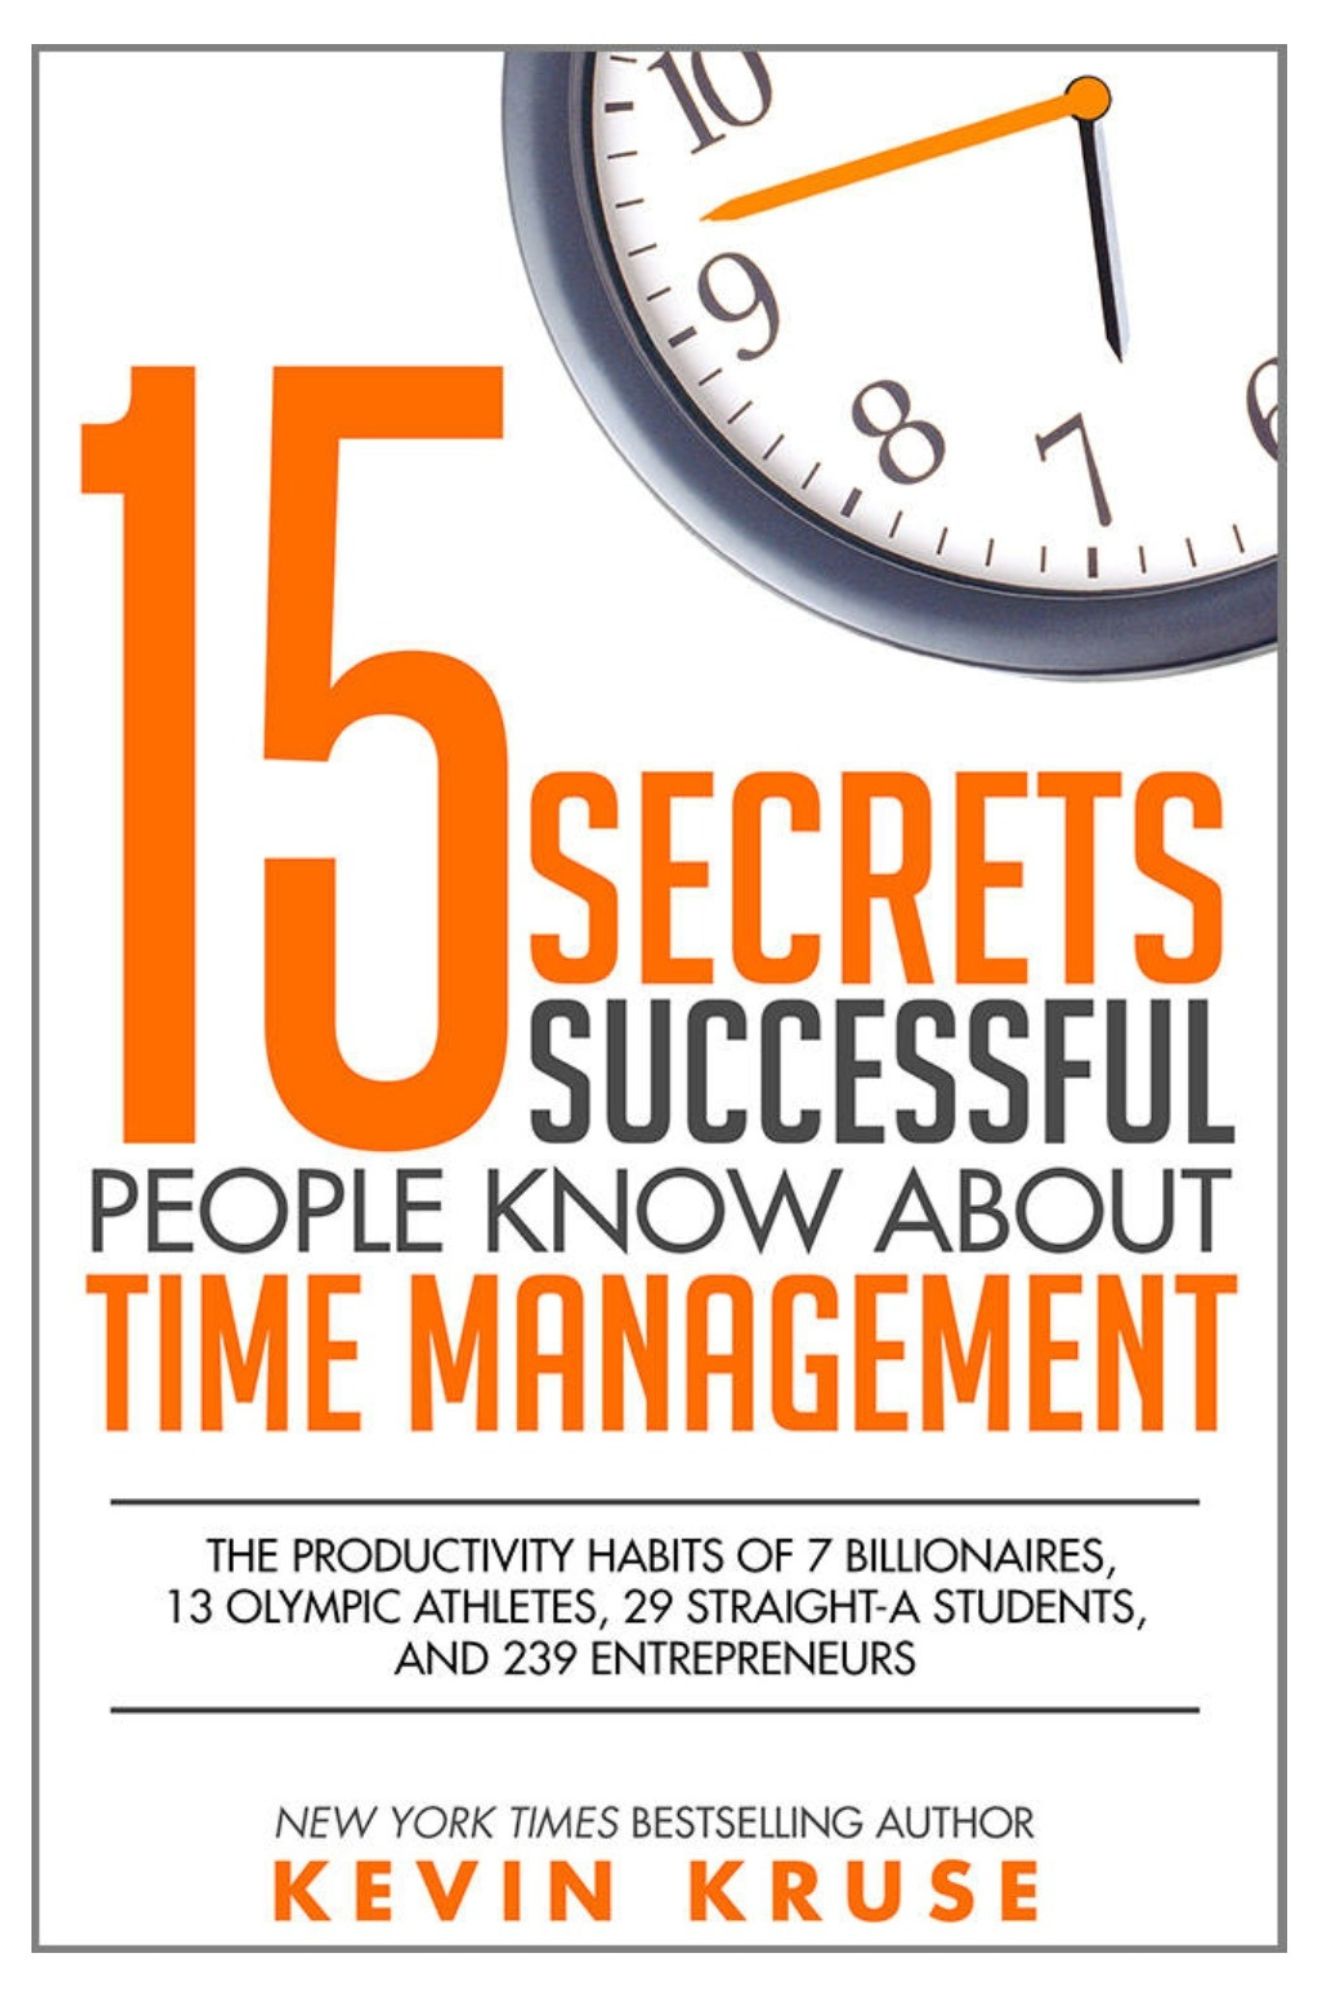 10
9
8
7
6
15 SECRETS
SUCCESSFUL
PEOPLE KNOW ABOUT
TIME MANAGEMENT
THE PRODUCTIVITY HABITS OF 7 BILLIONAIRES,
13 OLYMPIC ATHLETES, 29 STRAIGHT-A STUDENTS,
AND 239 ENTREPRENEURS
NEW YORK TIMES BESTSELLING AUTHOR
KEVIN KRUSE